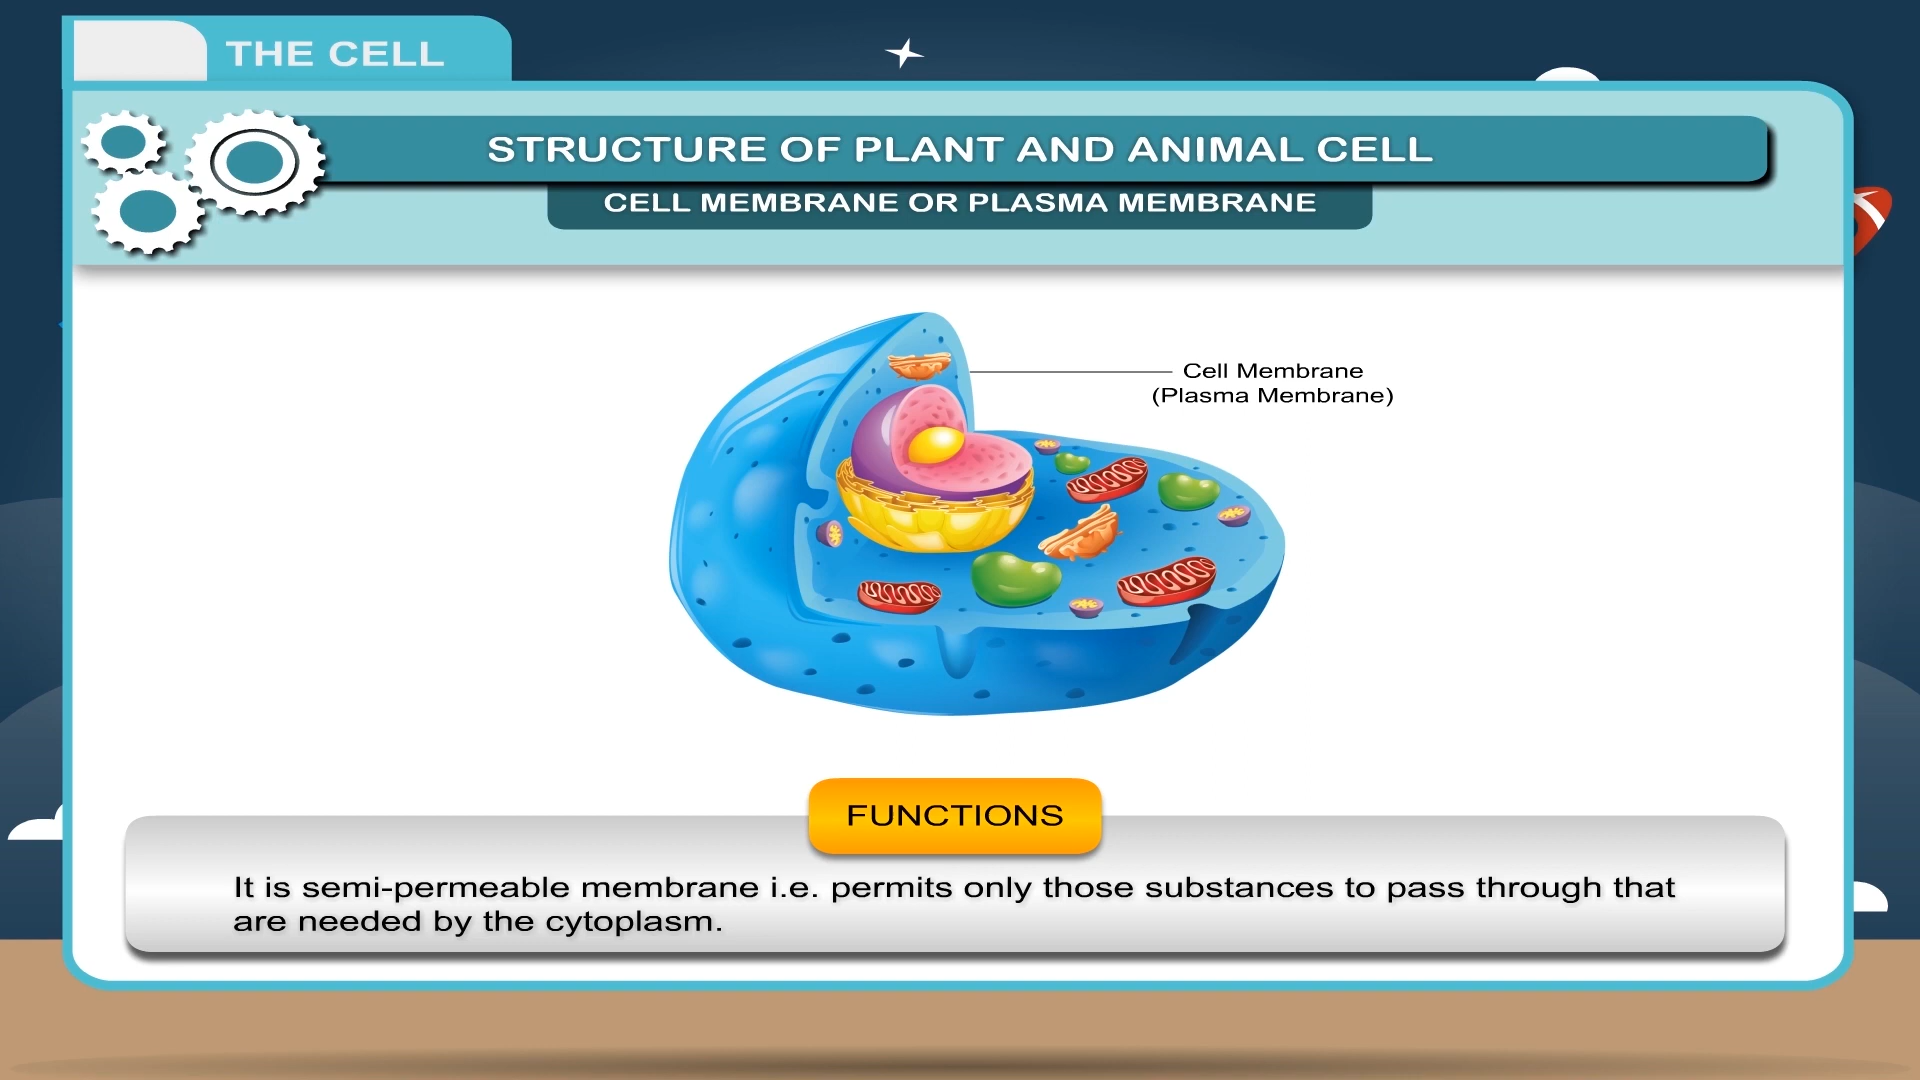 THE CELL
STRUCTURE OF PLANT AND ANIMAL CELL
CELL MEMBRANE OR PLASMA MEMBRANE
Cell Membrane
(Plasma Membrane)
FUNCTIONS
It is semi-permeable membrane i.e. permits only those substances to pass through that
are needed by the cytoplasm.